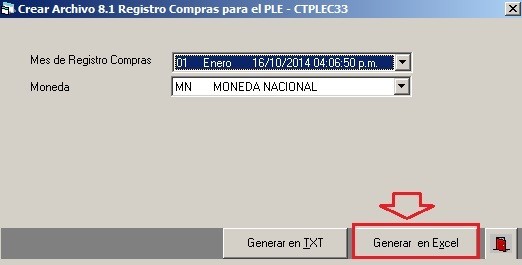 Crear Archivo 8.1 Registro Compras para el PLE - CTPLEC33
Mes de Registro Compras
01 Enero 16/10/2014 04:06:50 p.m.
Moneda
MN MONEDA NACIONAL
Generar en TXT
Generar en Excel